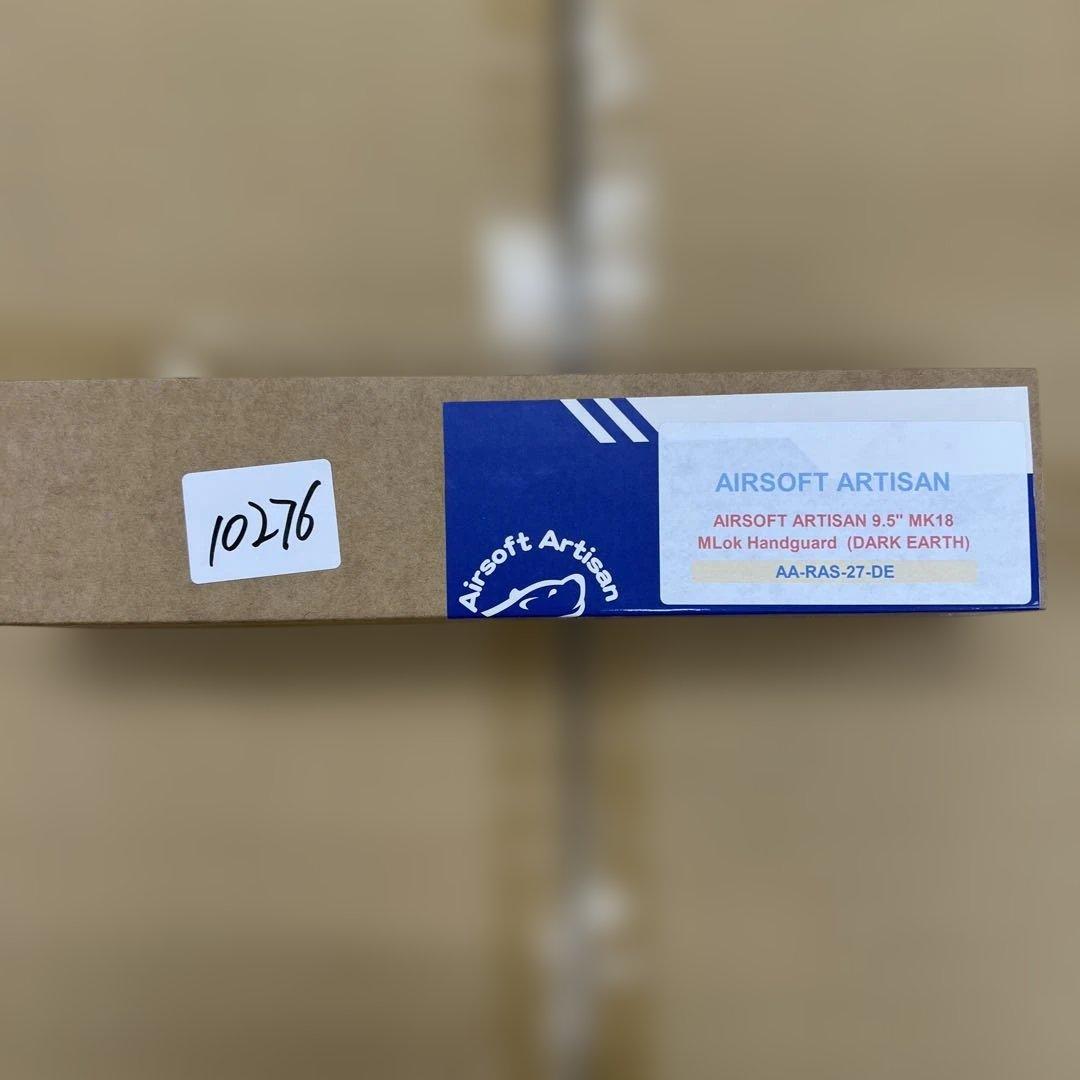 10276
Airsoft Artisan
AIRSOFT ARTISAN
AIRSOFT ARTISAN 9.5" MK18
MLok Handguard (DARK EARTH)
AA-RAS-27-DE